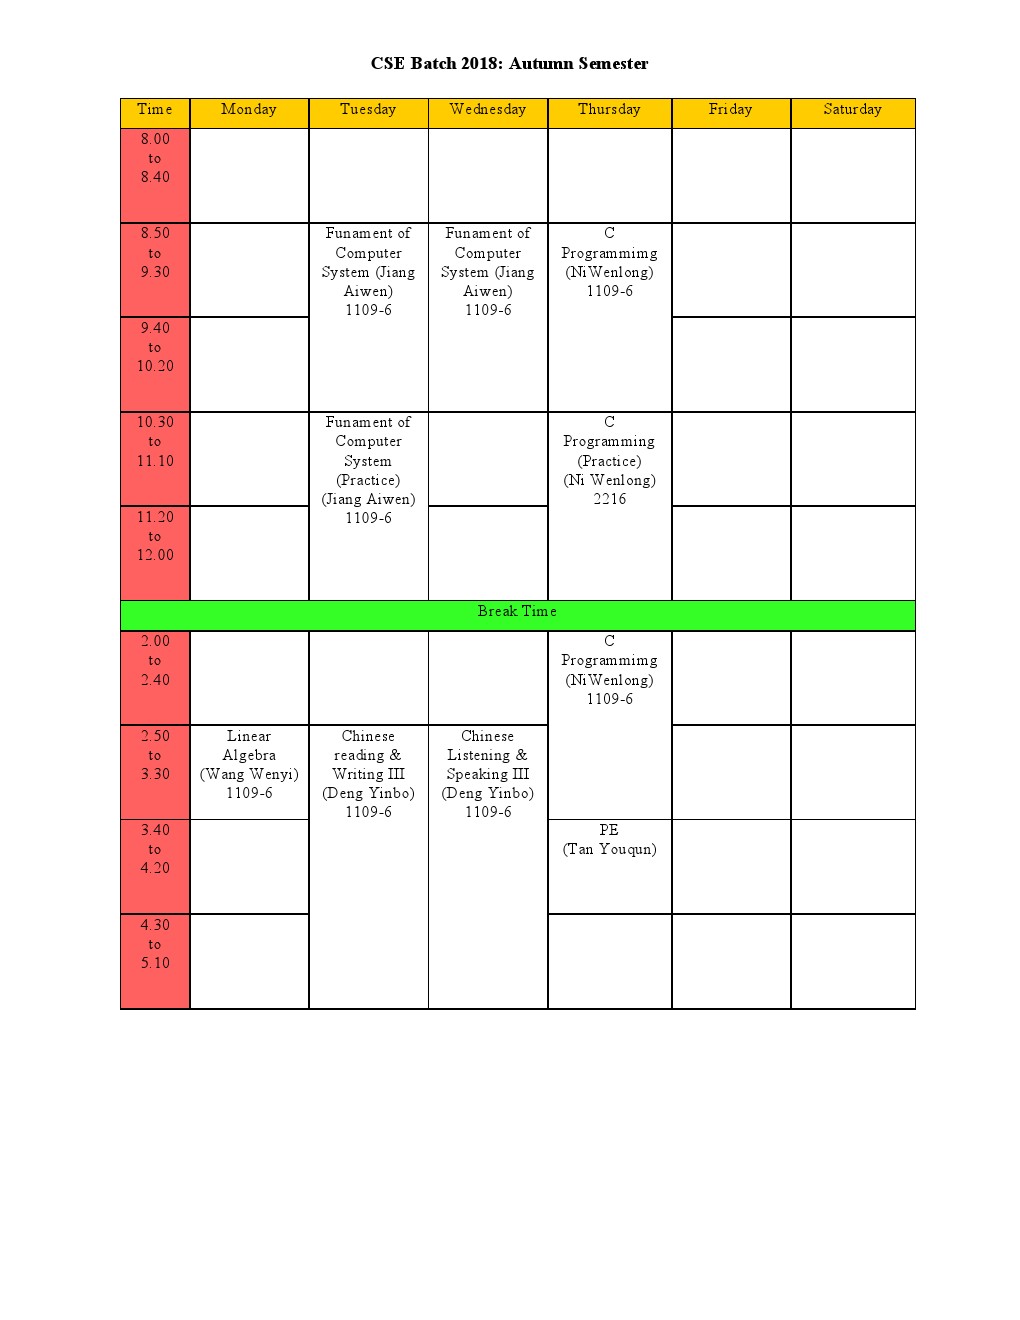 CSE Batch 2018: Autumn Semester
Time Monday Tuesday Wednesday Thursday Friday Saturday
8.00
to
8.40
8.50
to
9.30
Funament of
Computer
System (Jiang
Aiwen)
1109-6
Funament of
Computer
System (Jiang
Aiwen)
1109-6
C
Programmimg
(NiWenlong)
1109-6
9.40
to
10.20
10.30
to
11.10
Funament of
Computer
System
(Practice)
(Jiang Aiwen)
1109-6
C
Programming
(Practice)
(Ni Wenlong)
2216
11.20
to
12.00
Break Time
2.00
to
2.40
C
Programmimg
(NiWenlong)
1109-6
2.50
to
3.30
Linear
Algebra
(Wang Wenyi)
1109-6
Chinese
reading &
Writing III
(Deng Yinbo)
1109-6
Chinese
Listening &
Speaking III
(Deng Yinbo)
1109-6
3.40
to
4.20
PE
(Tan Youqun)
4.30
to
5.10